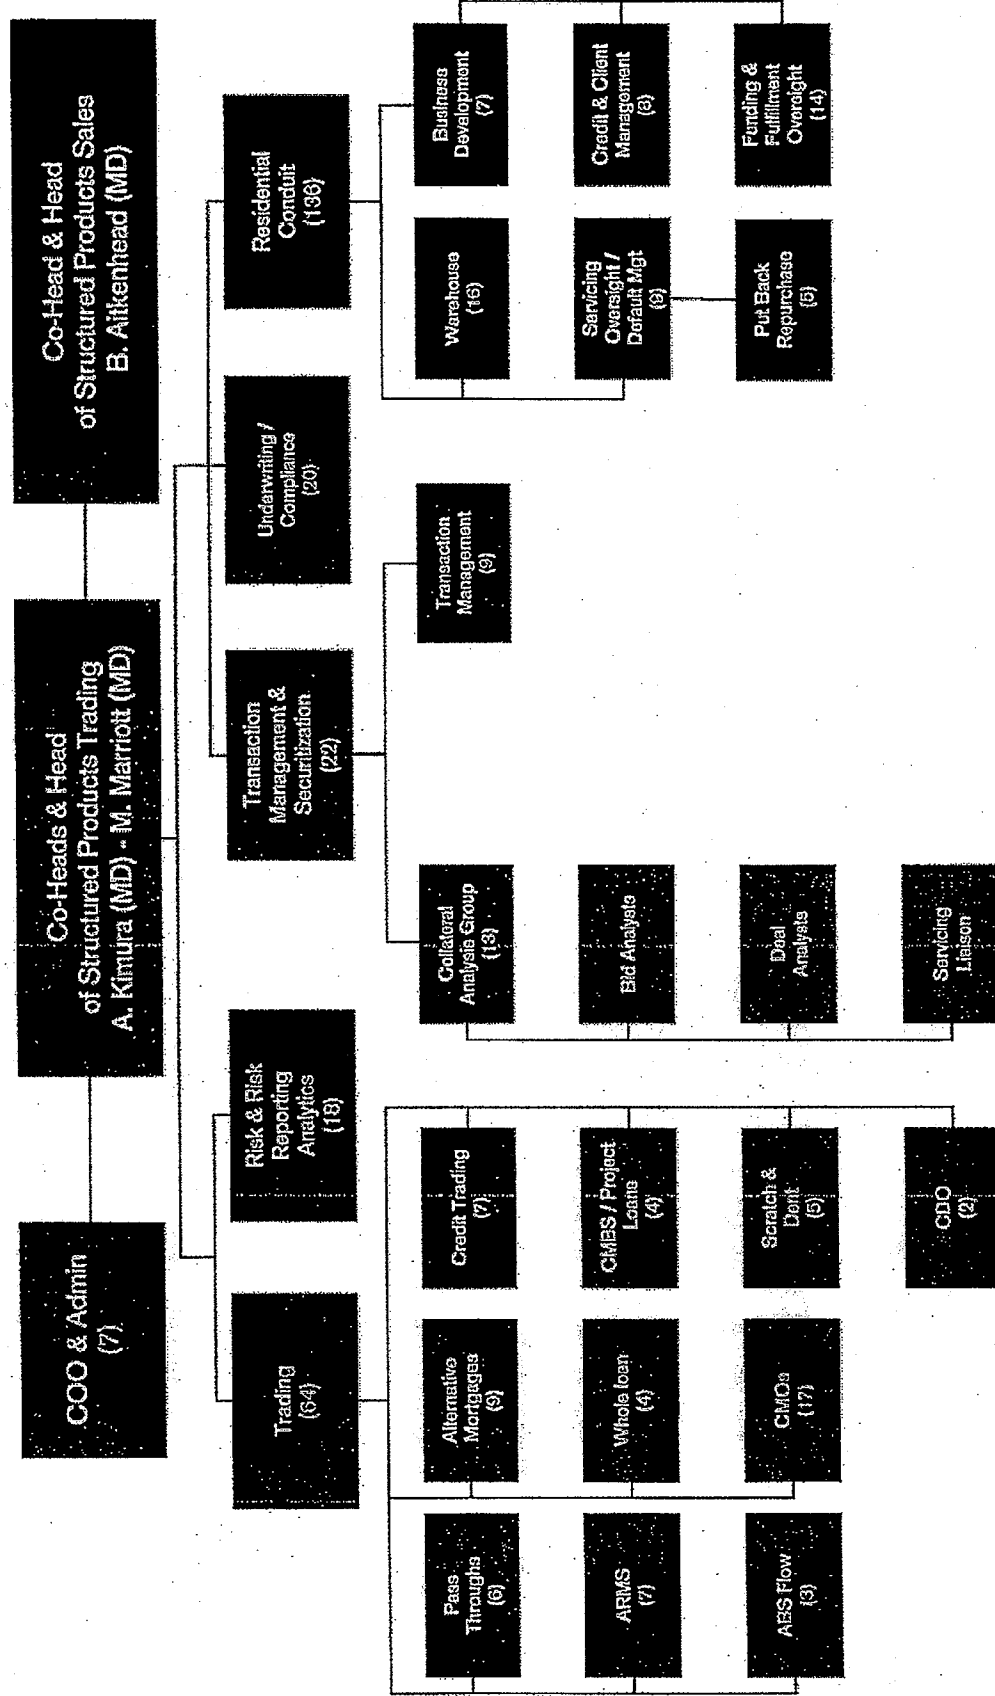 COO & Admin
(7)
Co-Heads & Head
of Structured Products Trading
A. Kimura (MD) - M. Marriott (MD)
Co-Head & Head
of Structured Products Sales
B. Aitkenhead (MD)
Trading
(64)
Risk & Risk
Reporting
Analytics
(18)
Transaction
Management &
Securitization
(22)
Underwriting /
Compliance
(20)
Residential
Conduit
(136)
Pass
Throughs
(6)
Alternative
Mortgages
(9)
Credit Trading
(7)
Collateral
Analysis Group
(13)
Transaction
Management
(9)
Warehouse
(16)
Business
Development
(7)
ARMS
(7)
Whole loan
(4)
CMBS / Project
Loans
(4)
Bid Analysts
Servicing
Oversight /
Default Mgt
(9)
Credit & Client
Management
ABS Flow
(3)
CMOs
(17)
Scratch &
Dent
(5)
Deal
Analysts
Put Back
Repurchase
(5)
Funding &
Fulfillment
Oversight
(14)
CDO
(2)
Servicing
Liaison